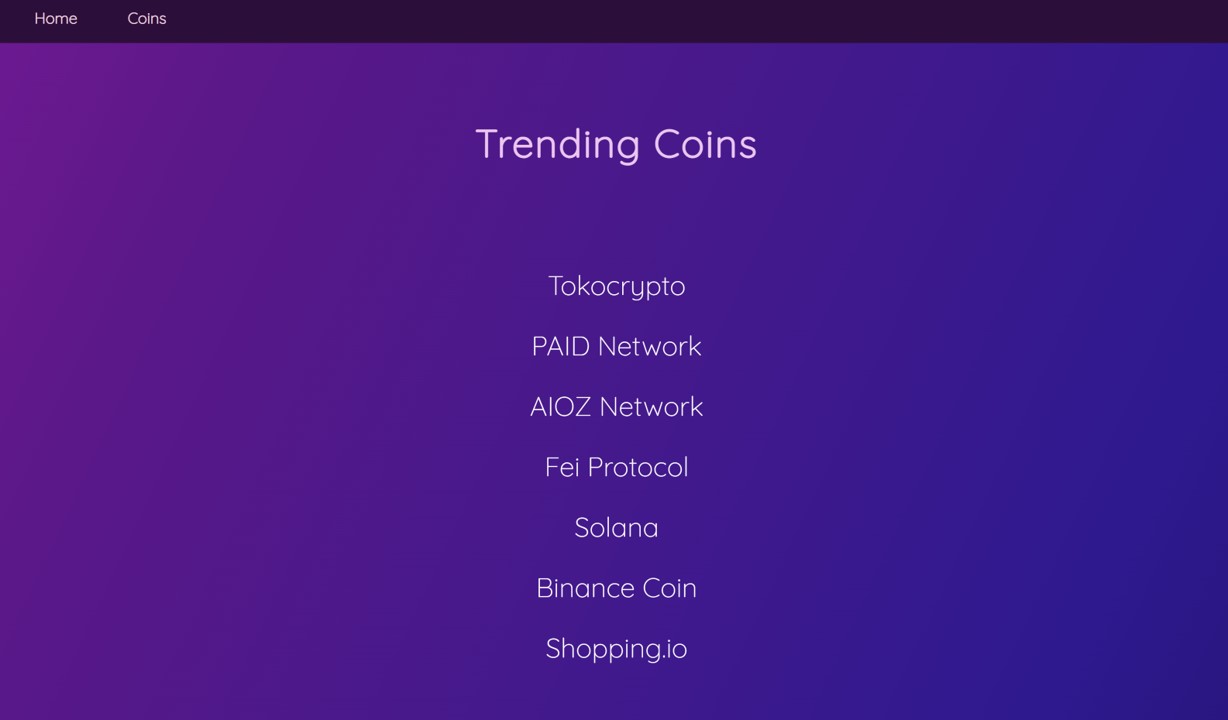 Home Coins
Trending Coins
Tokocrypto
PAID Network
AIOZ Network
Fei Protocol
Solana
Binance Coin
Shopping.io